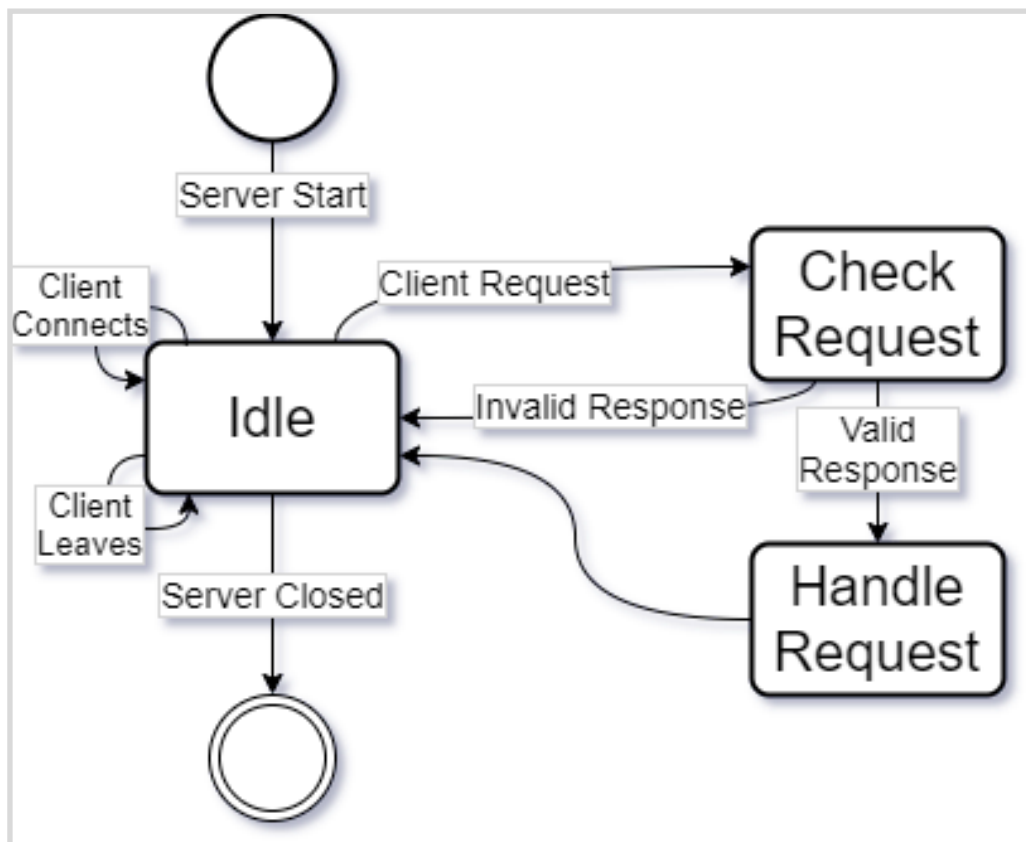 Server Start
Client
Connects
Client Request
Check
Request
Idle
Invalid Response
Valid
Response
Client
Leaves
Server Closed
Handle
Request